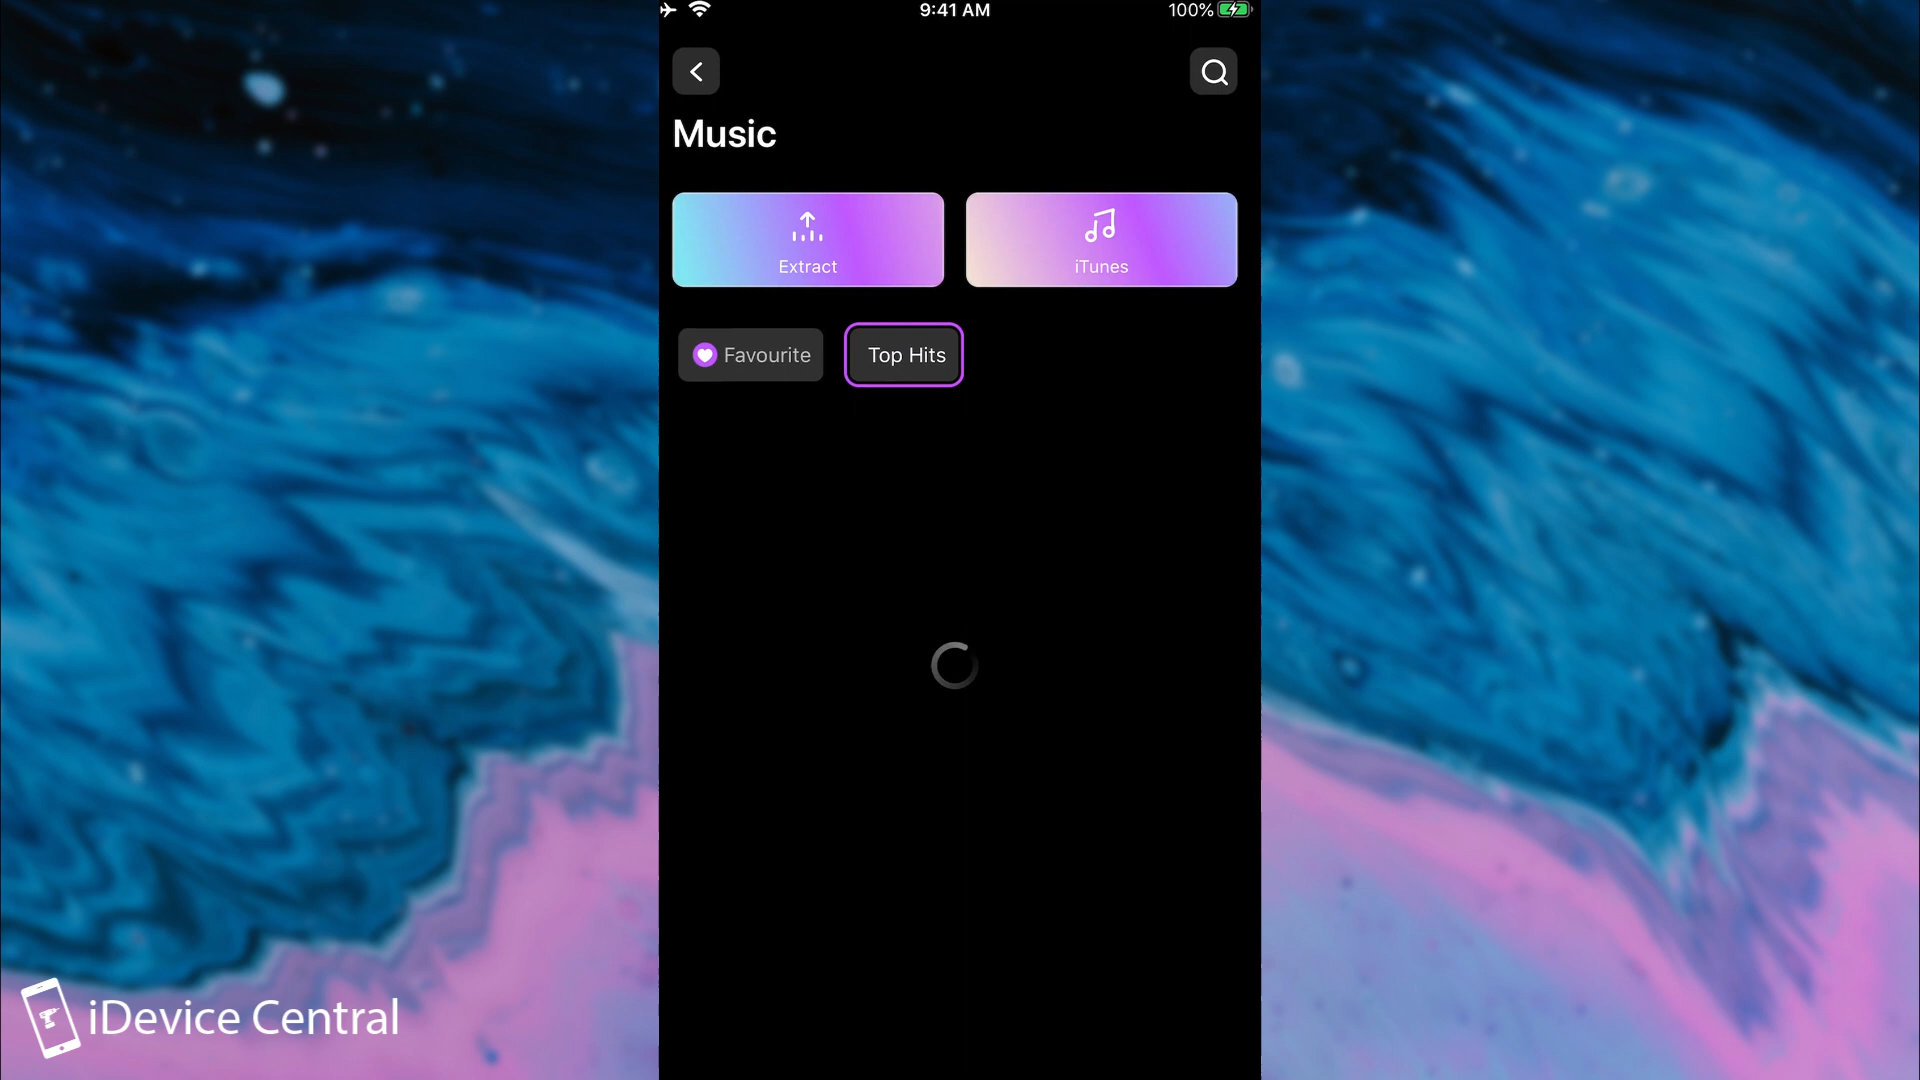 9:41 AM
100%
Music
Extract
iTunes
Favourite
Top Hits
iDevice Central